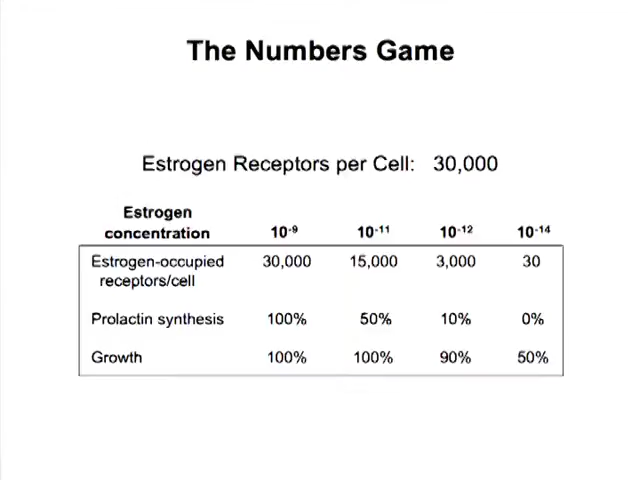 The Numbers Game
Estrogen Receptors per Cell: 30,000
Estrogen
concentration 10⁻⁹ 10⁻¹¹ 10⁻¹² 10⁻¹⁴
Estrogen-occupied 30,000 15,000 3,000 30
receptors/cell
Prolactin synthesis 100% 50% 10% 0%
Growth 100% 100% 90% 50%